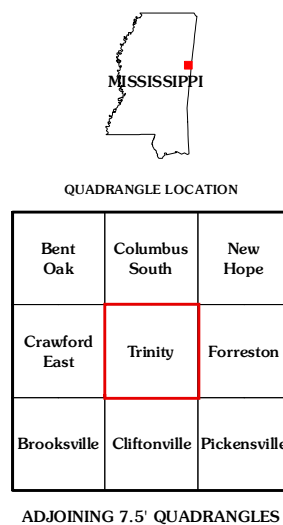 MISSISSIPPI
QUADRANGLE LOCATION
Bent
Oak
Columbus
South
New
Hope
Crawford
East
Trinity
Forreston
Brooksville
Cliftonville
Pickensville
ADJOINING 7.5' QUADRANGLES